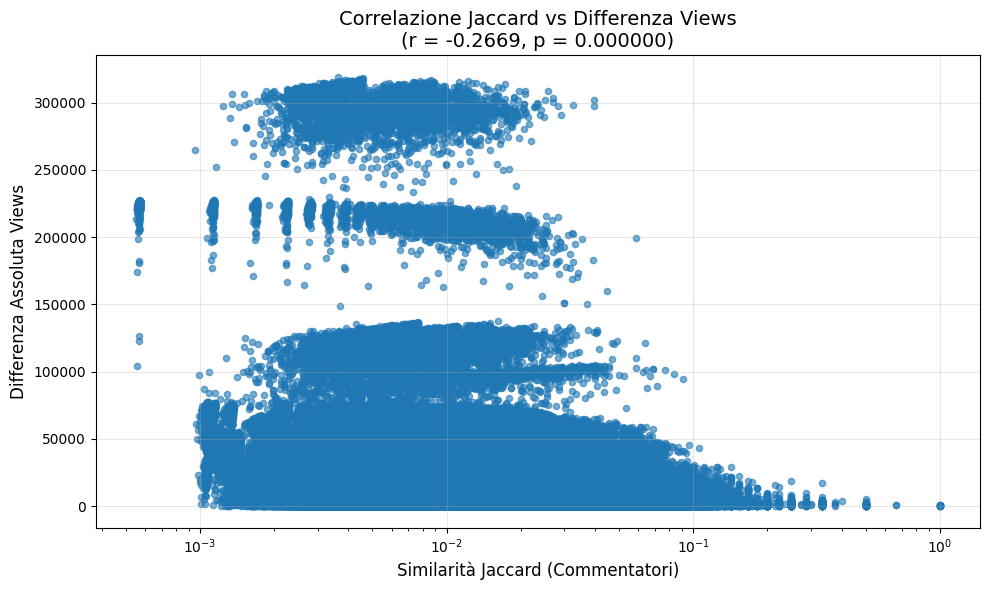 Correlazione Jaccard vs Differenza Views
(r = -0.2669, p = 0.000000)
Differenza Assoluta Views
300000
250000
200000
150000
100000
50000
0
10⁻³
10⁻²
10⁻¹
10⁰
Similarità Jaccard (Commentatori)